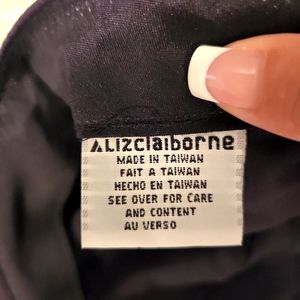 Lizclaiborne
MADE IN TAIWAN
FAIT A TAIWAN
HECHO EN TAIWAN
SEE OVER FOR CARE
AND CONTENT
AU VERSO